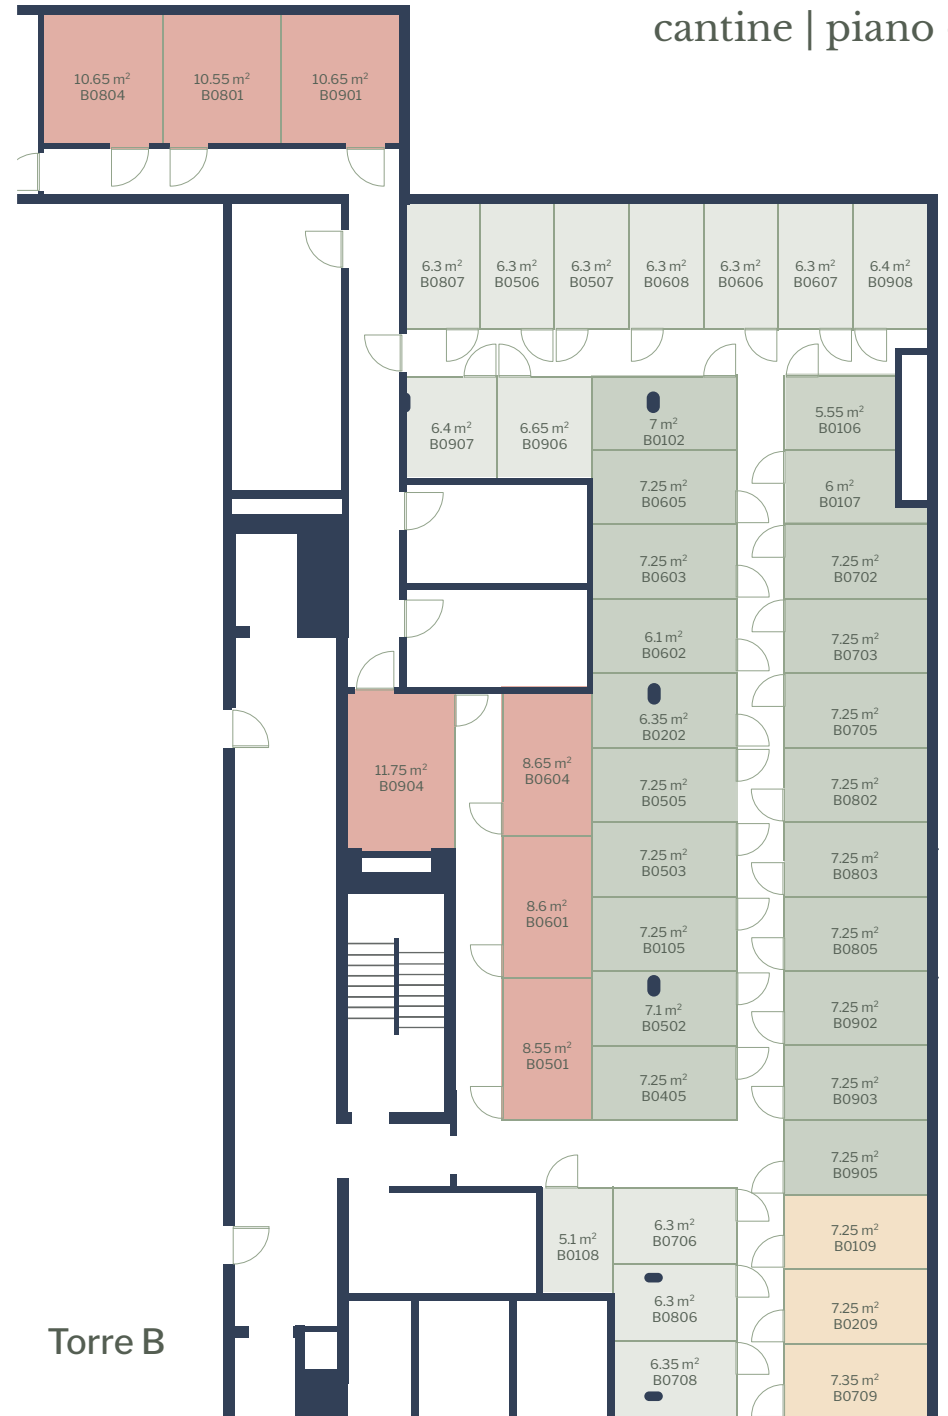 cantine | piano
10.65 m²
B0804
10.55 m²
B0801
10.65 m²
B0901
6.3 m²
B0807
6.3 m²
B0506
6.3 m²
B0507
6.3 m²
B0608
6.3 m²
B0606
6.3 m²
B0607
6.4 m²
B0908
6.4 m²
B0907
6.65 m²
B0906
7 m²
B0102
5.55 m²
B0106
7.25 m²
B0605
6 m²
B0107
7.25 m²
B0603
7.25 m²
B0702
6.1 m²
B0602
7.25 m²
B0703
6.35 m²
B0202
7.25 m²
B0705
11.75 m²
B0904
8.65 m²
B0604
7.25 m²
B0505
7.25 m²
B0802
7.25 m²
B0503
7.25 m²
B0803
8.6 m²
B0601
7.25 m²
B0105
7.25 m²
B0805
7.1 m²
B0502
7.25 m²
B0902
8.55 m²
B0501
7.25 m²
B0405
7.25 m²
B0903
7.25 m²
B0905
5.1 m²
B0108
6.3 m²
B0706
7.25 m²
B0109
6.3 m²
B0806
7.25 m²
B0209
6.35 m²
B0708
7.35 m²
B0709
Torre B